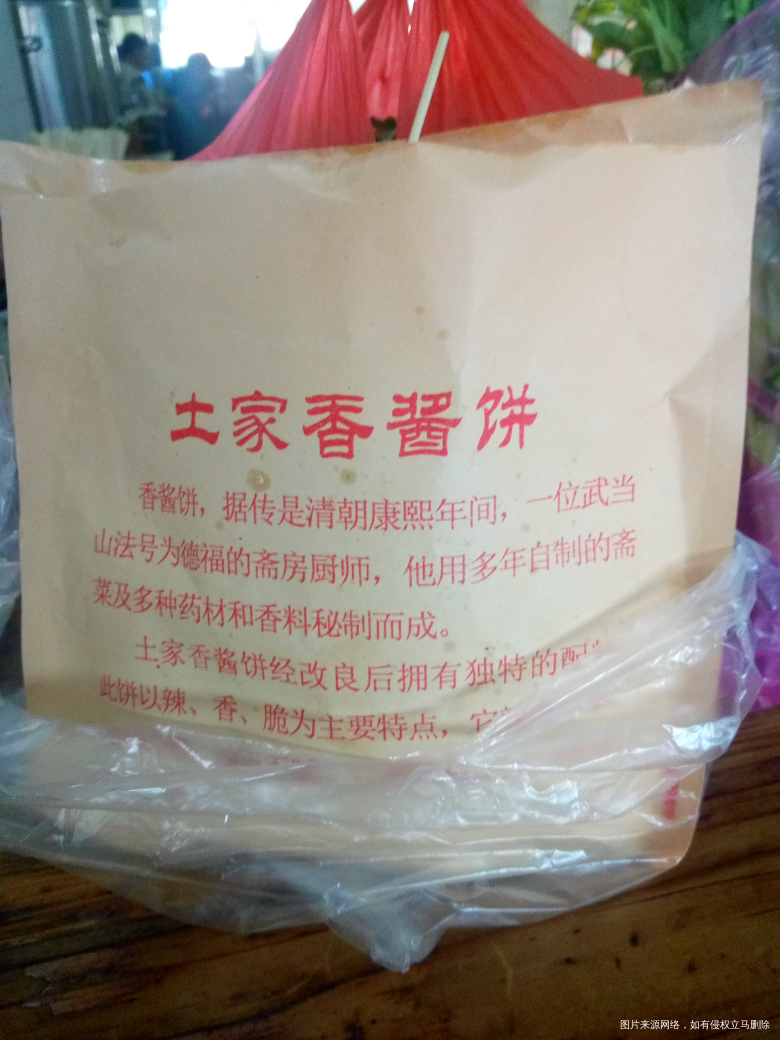 土家香酱饼
香酱饼，据传是清朝康熙年间，一位武当
山法号为德福的斋房厨师，他用多年自制的斋
菜及多种药材和香料秘制而成。
土家香酱饼经改良后拥有独特的配
此饼以辣、香、脆为主要特点，它
图片来源网络，如有侵权立马删除